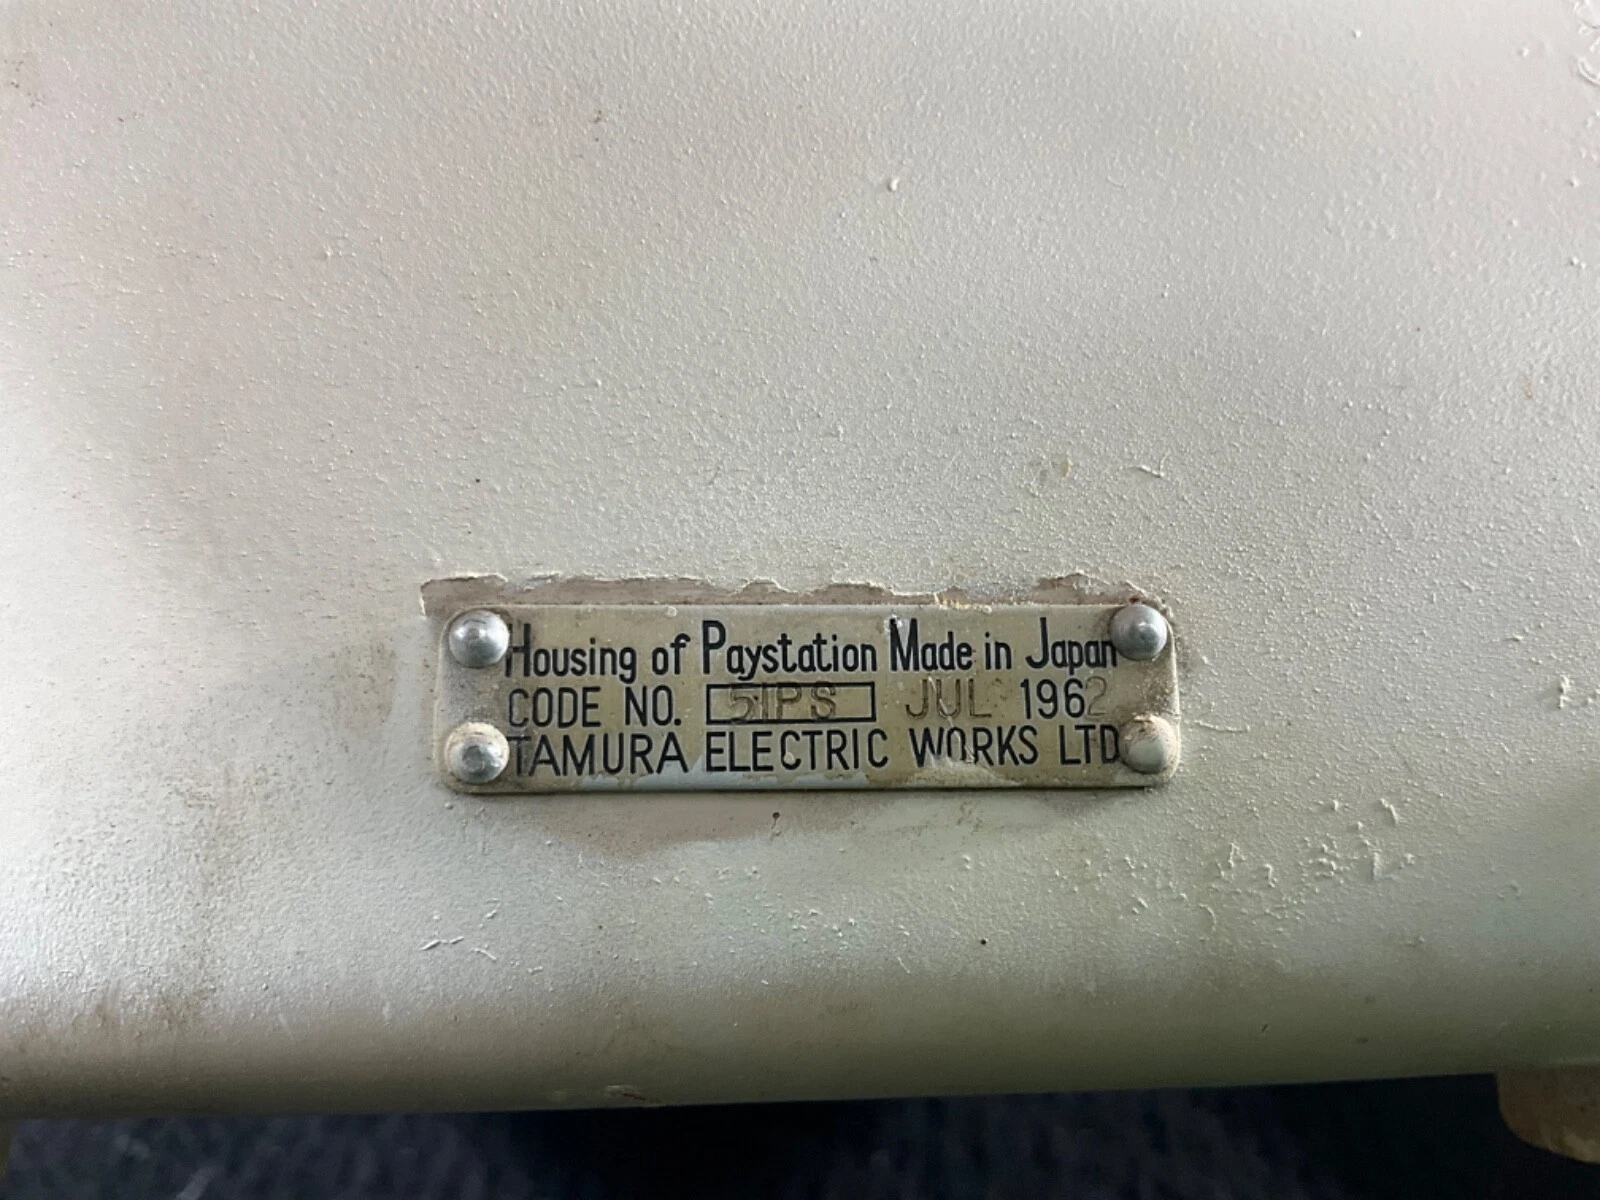 Housing of Paystation Made in Japan
CODE NO. 51PS JUL 1962
TAMURA ELECTRIC WORKS LTD